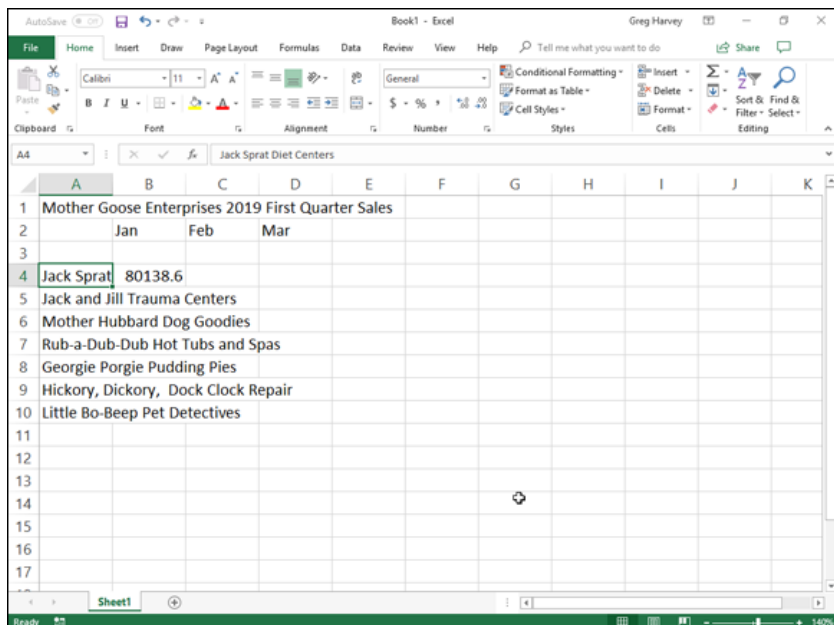 AutoSave Off Book1 - Excel Greg Harvey
File Home Insert Draw Page Layout Formulas Data Review View Help Tell me what you want to do Share
Paste Calibri 11 A A General Conditional Formatting Insert Σ
B I U A $ % , Format as Table Delete Sort & Find &
Cell Styles Format Filter Select
Clipboard Font Alignment Number Styles Cells Editing
A4 fx Jack Sprat Diet Centers
A B C D E F G H I J K
1 Mother Goose Enterprises 2019 First Quarter Sales
2 Jan Feb Mar
3
4 Jack Sprat 80138.6
5 Jack and Jill Trauma Centers
6 Mother Hubbard Dog Goodies
7 Rub-a-Dub-Dub Hot Tubs and Spas
8 Georgie Porgie Pudding Pies
9 Hickory, Dickory, Dock Clock Repair
10 Little Bo-Beep Pet Detectives
11
12
13
14
15
16
17
Sheet1
Ready 140%